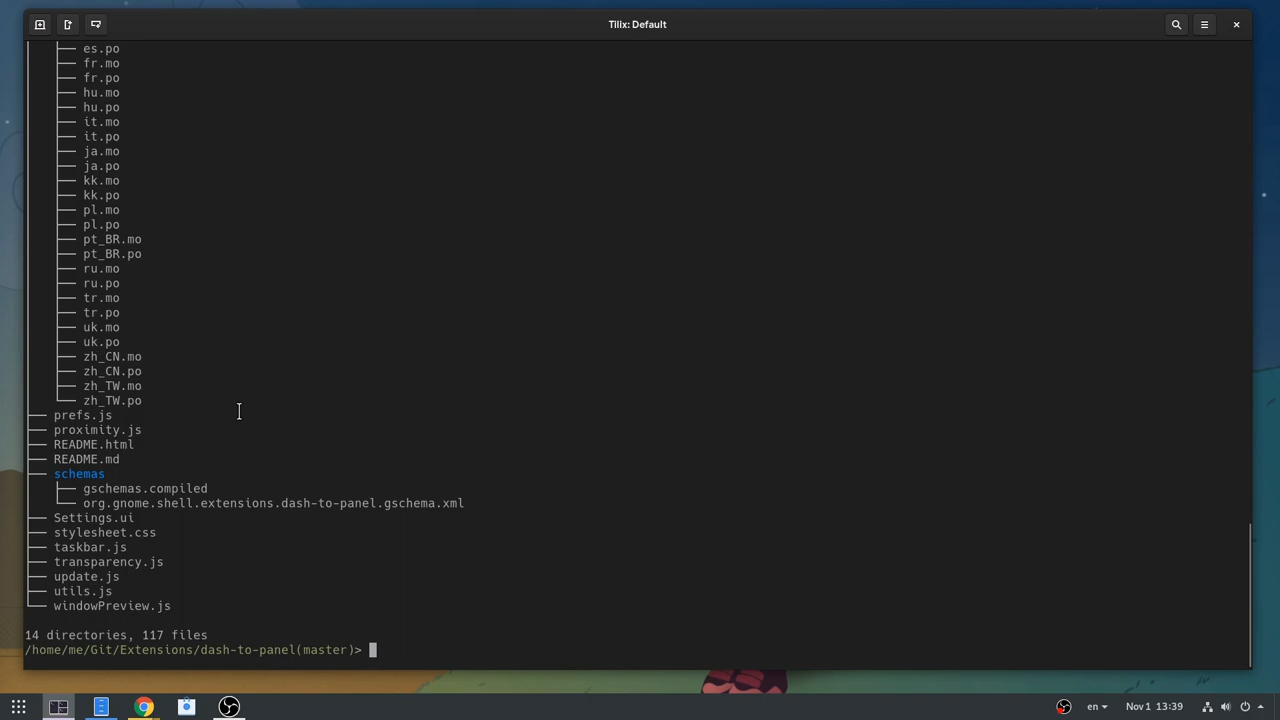 Tilix: Default
├── es.po
├── fr.mo
├── fr.po
├── hu.mo
├── hu.po
├── it.mo
├── it.po
├── ja.mo
├── ja.po
├── kk.mo
├── kk.po
├── pl.mo
├── pl.po
├── pt_BR.mo
├── pt_BR.po
├── ru.mo
├── ru.po
├── tr.mo
├── tr.po
├── uk.mo
├── uk.po
├── zh_CN.mo
├── zh_CN.po
├── zh_TW.mo
└── zh_TW.po
├── prefs.js
├── proximity.js
├── README.html
├── README.md
├── schemas
├── gschemas.compiled
└── org.gnome.shell.extensions.dash-to-panel.gschema.xml
├── Settings.ui
├── stylesheet.css
├── taskbar.js
├── transparency.js
├── update.js
├── utils.js
└── windowPreview.js
14 directories, 117 files
/home/me/Git/Extensions/dash-to-panel(master)>
en
Nov 1 13:39